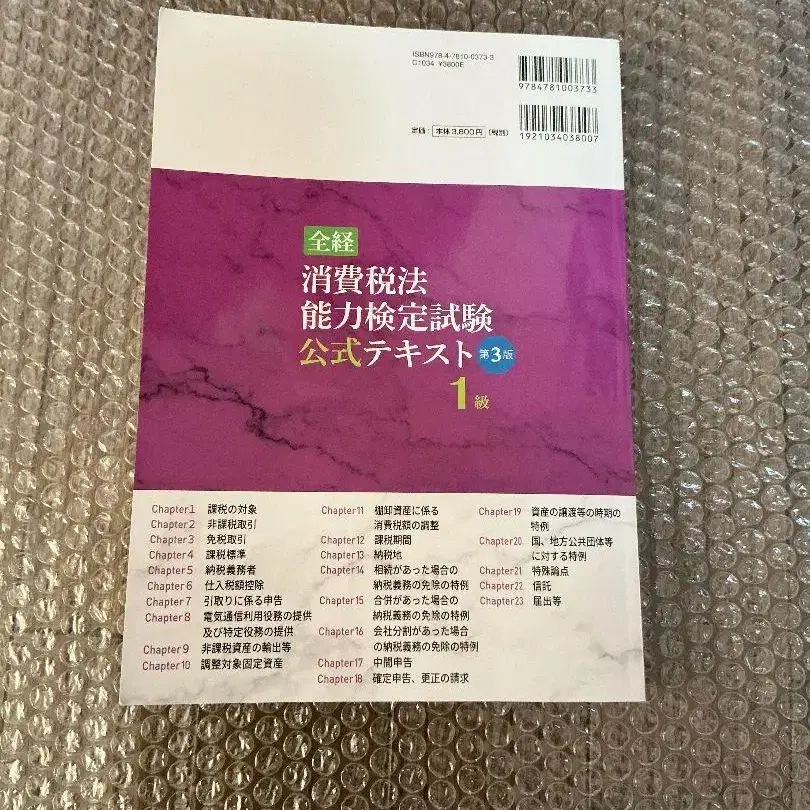 ISBN978-4-7810-0373-3
C1034 ¥3800E
9784781003733
定価：本体3,800円（税別）
1921034038007
全経
消費税法
能力検定試験
公式テキスト 第3版
1級
Chapter1 課税の対象
Chapter2 非課税取引
Chapter3 免税取引
Chapter4 課税標準
Chapter5 納税義務者
Chapter6 仕入税額控除
Chapter7 引取りに係る申告
Chapter8 電気通信利用役務の提供
及び特定役務の提供
Chapter9 非課税資産の輸出等
Chapter10 調整対象固定資産
Chapter11 棚卸資産に係る
消費税額の調整
Chapter12 課税期間
Chapter13 納税地
Chapter14 相続があった場合の
納税義務の免除の特例
Chapter15 合併があった場合の
納税義務の免除の特例
Chapter16 会社分割があった場合
の納税義務の免除の特例
Chapter17 中間申告
Chapter18 確定申告、更正の請求
Chapter19 資産の譲渡等の時期の
特例
Chapter20 国、地方公共団体等
に対する特例
Chapter21 特殊論点
Chapter22 信託
Chapter23 届出等